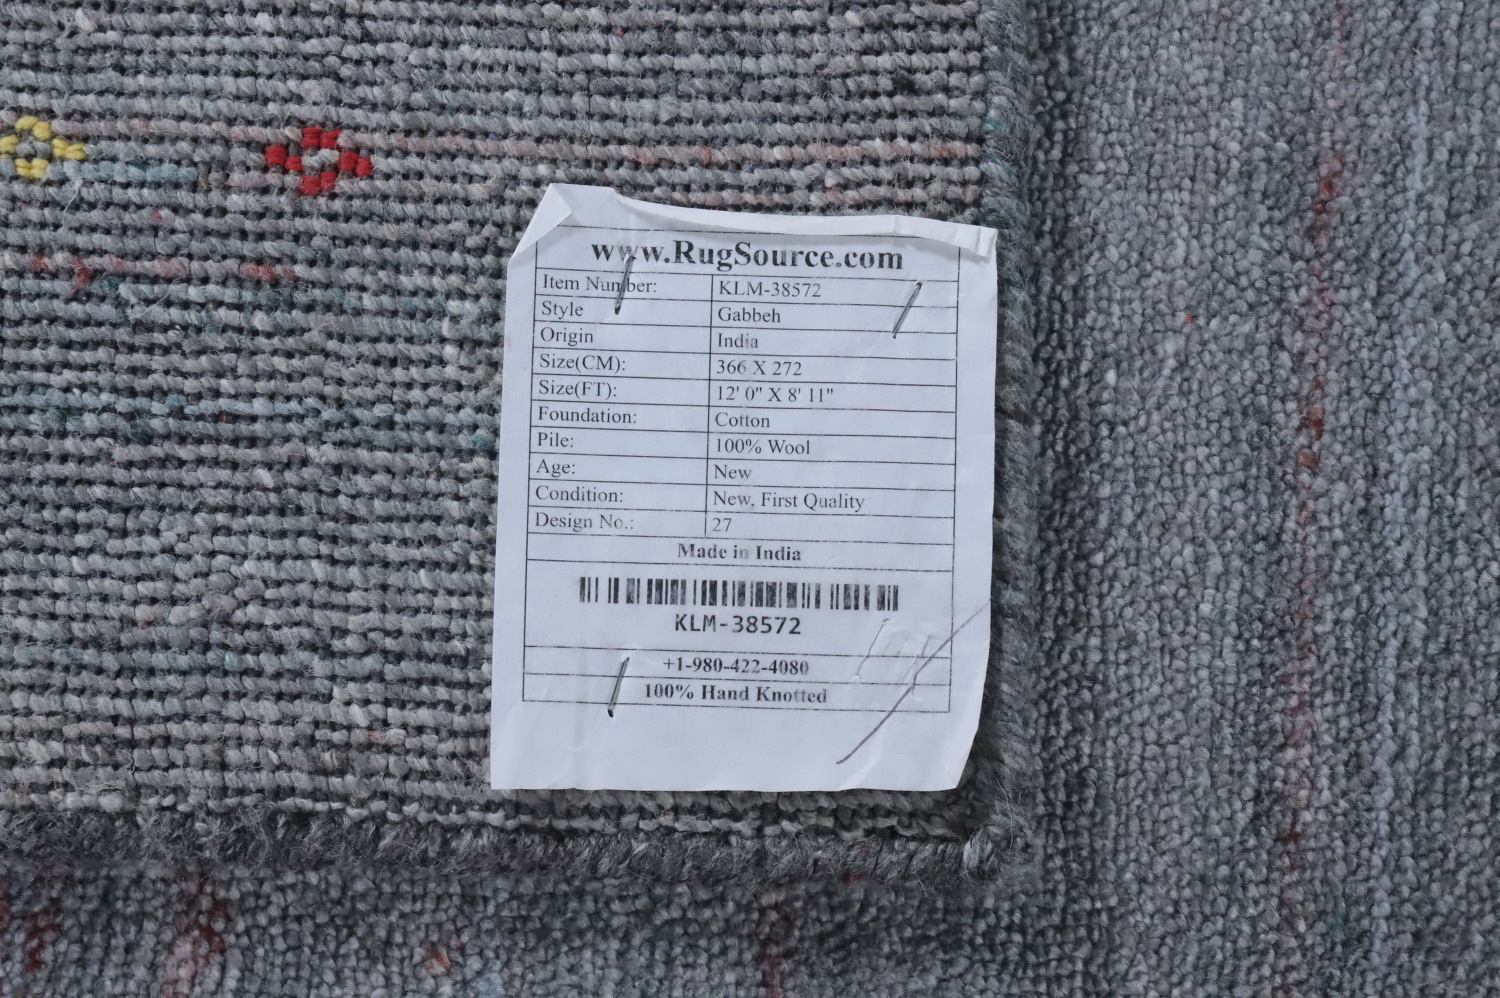 www.RugSource.com
Item Number: KLM-38572
Style Gabbeh
Origin India
Size(CM): 366 X 272
Size(FT): 12' 0" X 8' 11"
Foundation: Cotton
Pile: 100% Wool
Age: New
Condition: New, First Quality
Design No.: 27
Made in India
KLM-38572
+1-980-422-4080
100% Hand Knotted